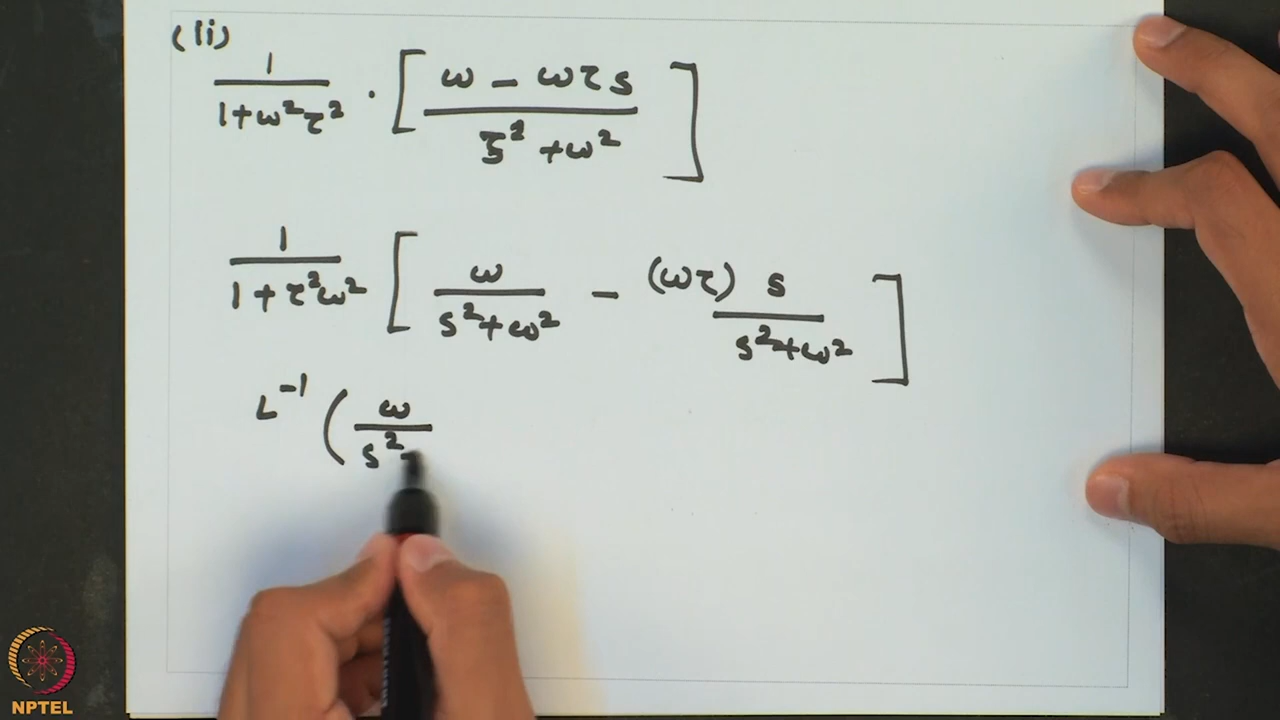 (ii)
1/(1+ω²τ²) · [ (ω - ωτs)/(s² + ω²) ]
1/(1+τ²ω²) [ ω/(s²+ω²) - (ωτ) s/(s²+ω²) ]
L⁻¹ ( ω/s²
NPTEL